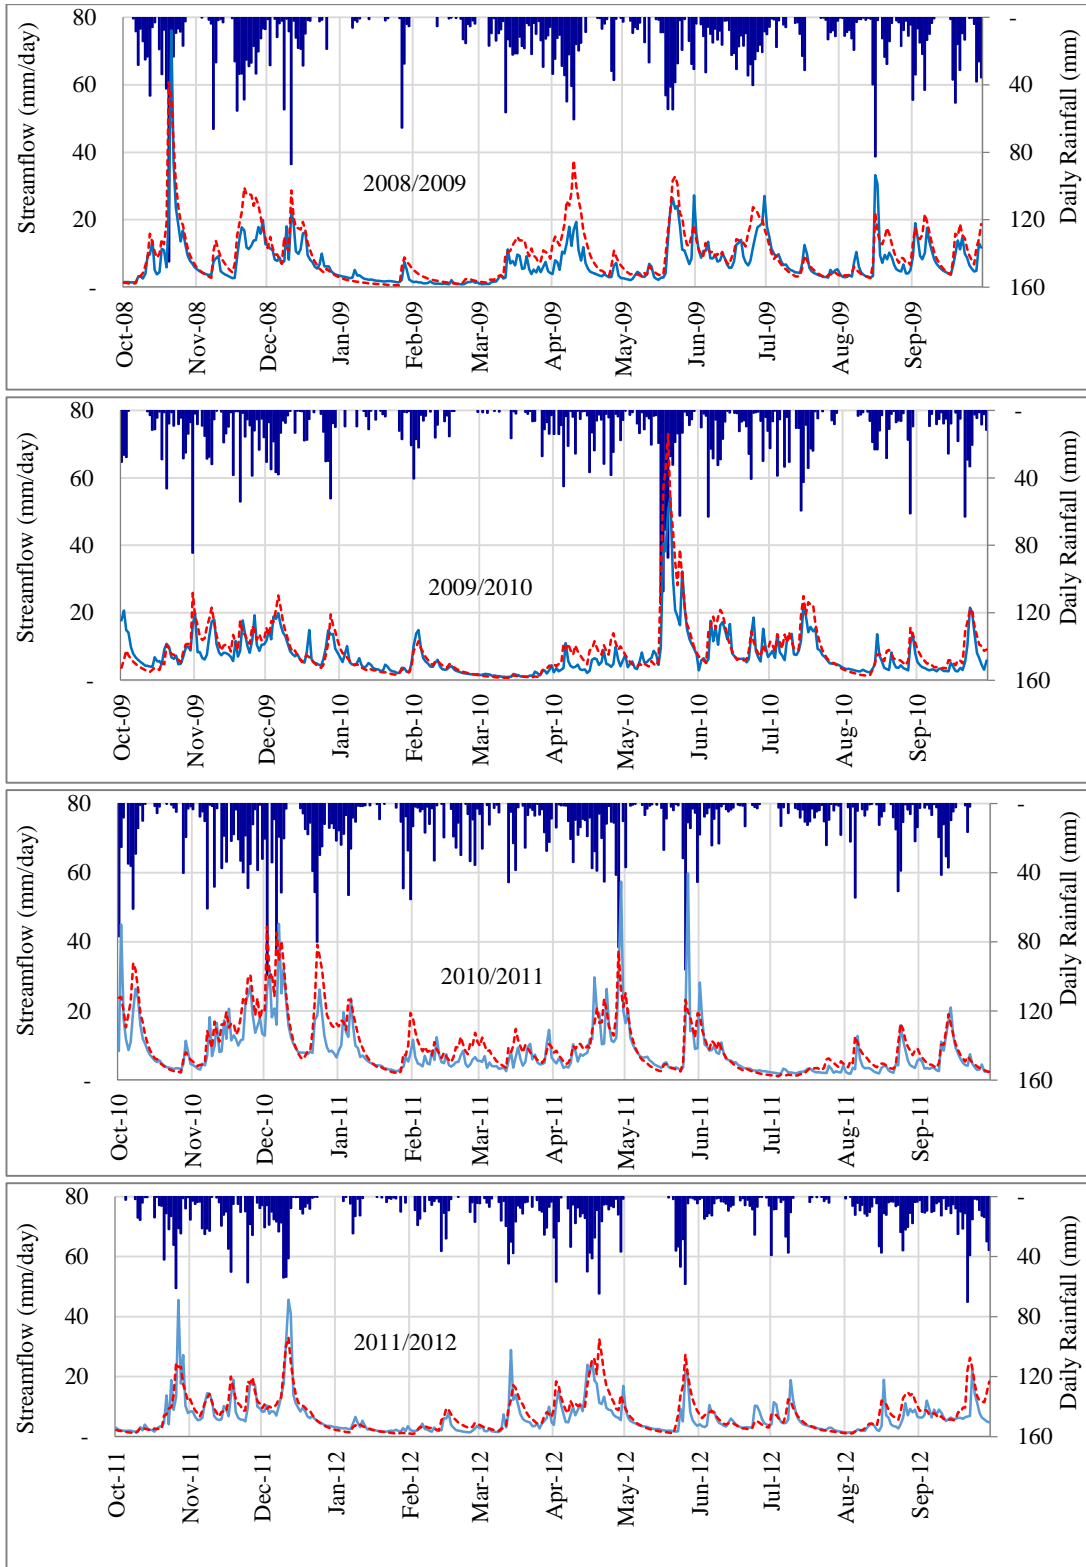 Streamflow (mm/day)
80
60
40
20
-
2008/2009
-
40
80
120
160
Daily Rainfall (mm)
Oct-08
Nov-08
Dec-08
Jan-09
Feb-09
Mar-09
Apr-09
May-09
Jun-09
Jul-09
Aug-09
Sep-09
Streamflow (mm/day)
80
60
40
20
-
2009/2010
-
40
80
120
160
Daily Rainfall (mm)
Oct-09
Nov-09
Dec-09
Jan-10
Feb-10
Mar-10
Apr-10
May-10
Jun-10
Jul-10
Aug-10
Sep-10
Streamflow (mm/day)
80
60
40
20
-
2010/2011
-
40
80
120
160
Daily Rainfall (mm)
Oct-10
Nov-10
Dec-10
Jan-11
Feb-11
Mar-11
Apr-11
May-11
Jun-11
Jul-11
Aug-11
Sep-11
Streamflow (mm/day)
80
60
40
20
-
2011/2012
-
40
80
120
160
Daily Rainfall (mm)
Oct-11
Nov-11
Dec-11
Jan-12
Feb-12
Mar-12
Apr-12
May-12
Jun-12
Jul-12
Aug-12
Sep-12